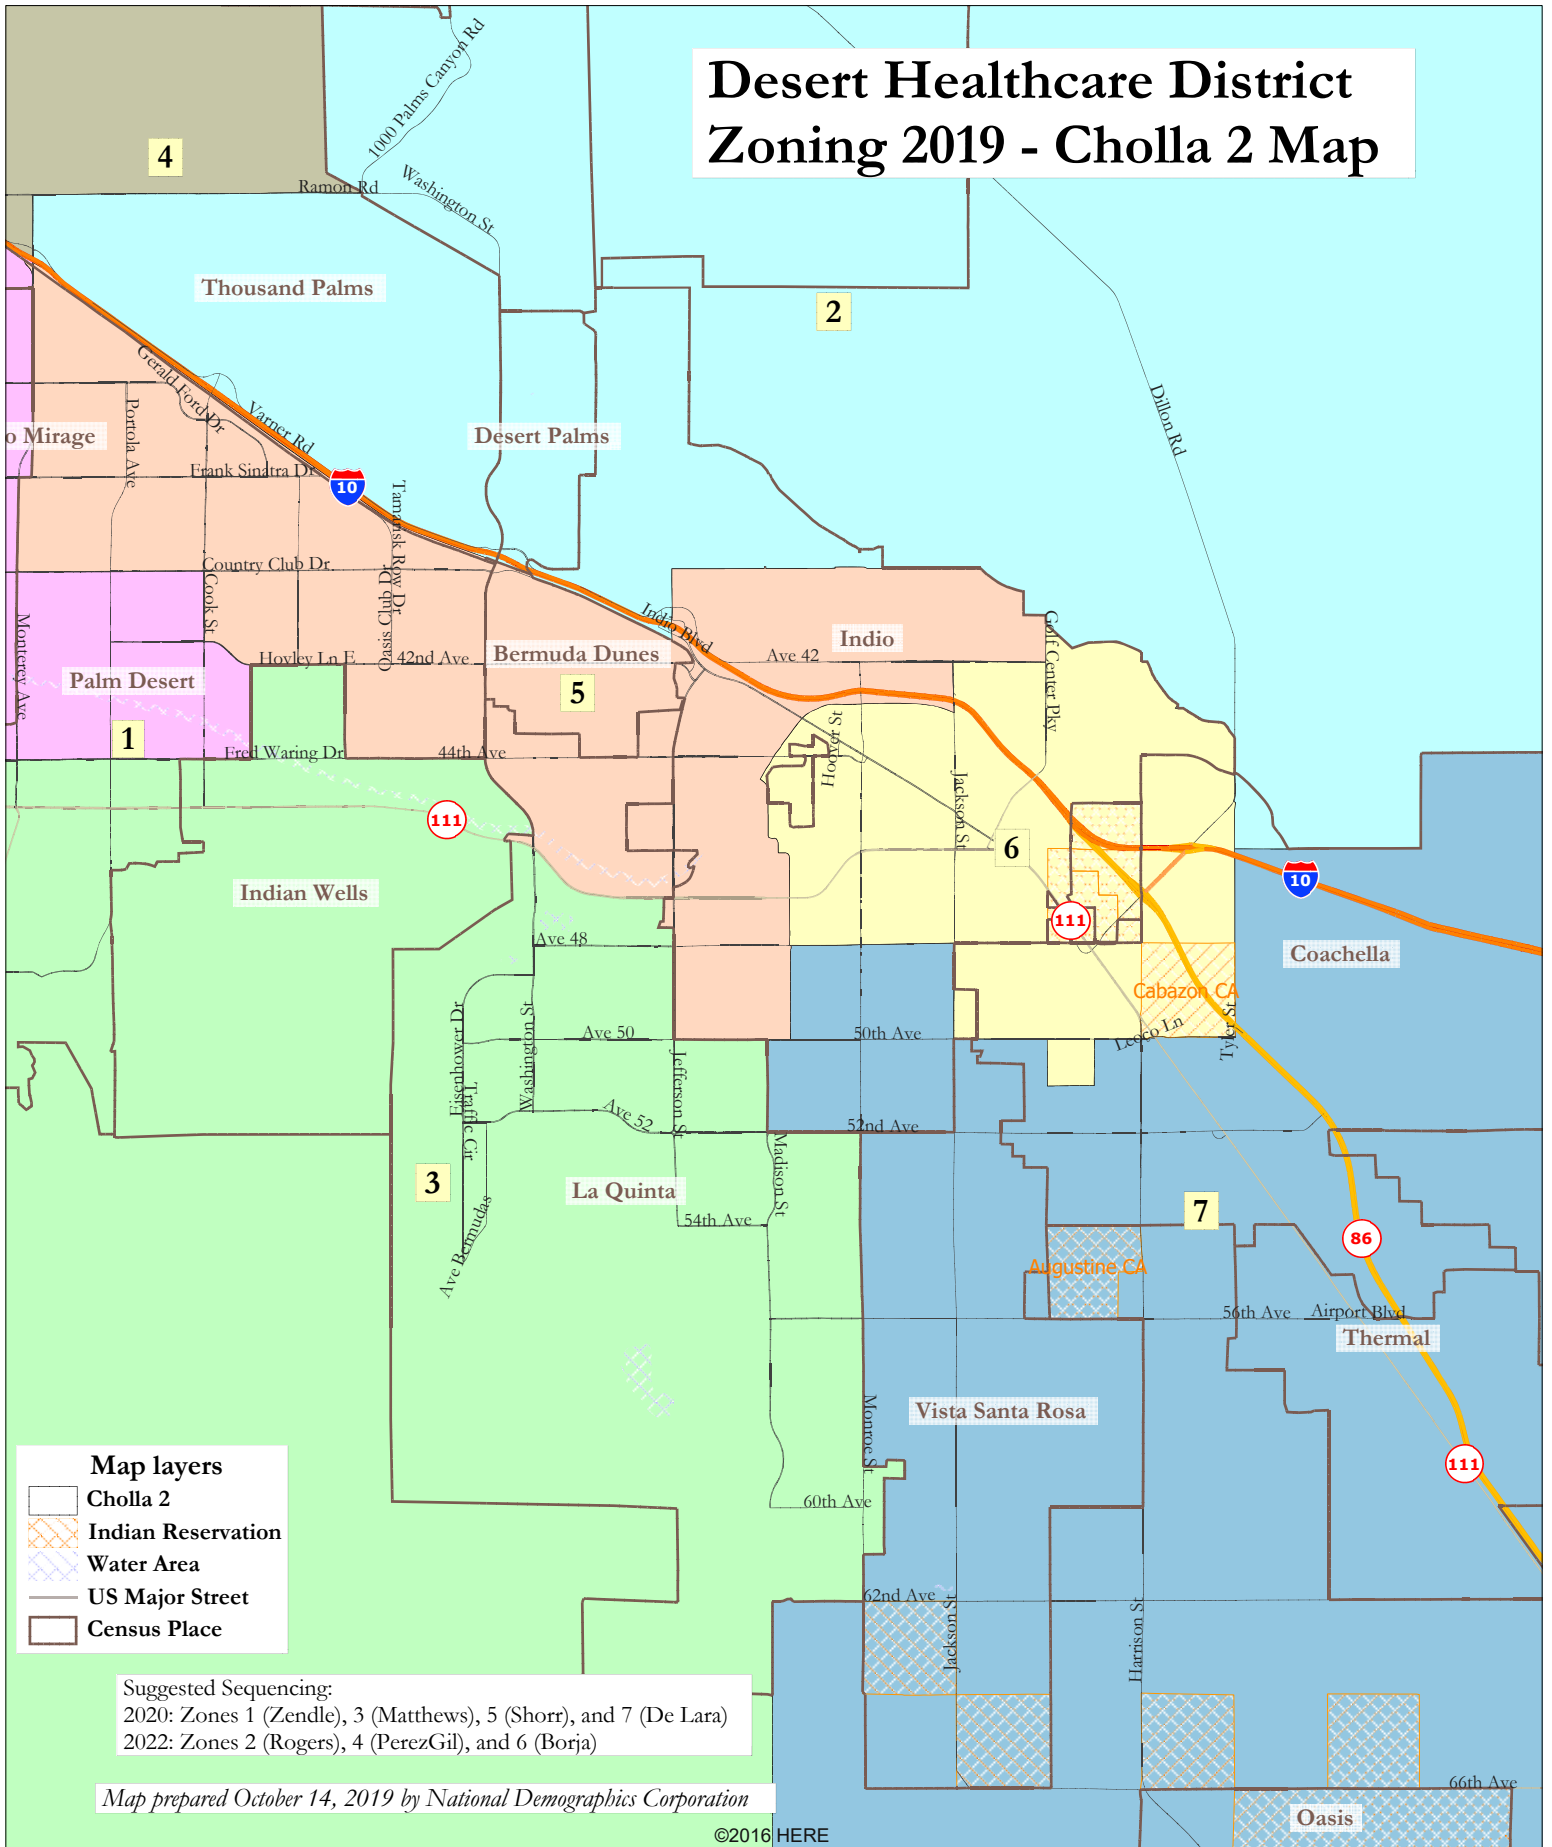 Desert Healthcare District
Zoning 2019 - Cholla 2 Map
1000 Palms Canyon Rd
4
Ramon Rd
Washington St
Thousand Palms
2
Gerald Ford Dr
Varner Rd
Portola Ave
o Mirage
Desert Palms
Dillon Rd
Frank Sinatra Dr
10
Tamarisk Row Dr
Country Club Dr
Cook St
Oasis Club Dr
Monterey Ave
Indio Blvd
Indio
Golf Center Pky
Hovley Ln E
42nd Ave
Bermuda Dunes
Ave 42
Palm Desert
5
1
Fred Waring Dr
44th Ave
Hoover St
Jackson St
111
6
10
Indian Wells
111
Ave 48
Coachella
Cabazon CA
Eisenhower Dr
Washington St
Ave 50
50th Ave
Leoco Ln
Tyler St
Jefferson St
Traffic Cir
Ave 52
52nd Ave
Madison St
3
La Quinta
54th Ave
7
86
Ave Bermudas
Augustine CA
56th Ave
Airport Blvd
Thermal
Vista Santa Rosa
Monroe St
111
60th Ave
62nd Ave
Jackson St
Harrison St
66th Ave
Oasis
Map layers
Cholla 2
Indian Reservation
Water Area
US Major Street
Census Place
Suggested Sequencing:
2020: Zones 1 (Zendle), 3 (Matthews), 5 (Shorr), and 7 (De Lara)
2022: Zones 2 (Rogers), 4 (PerezGil), and 6 (Borja)
Map prepared October 14, 2019 by National Demographics Corporation
©2016 HERE